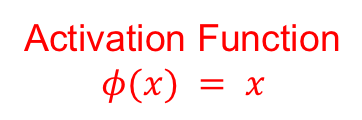 Activation Function
ϕ(x) = x